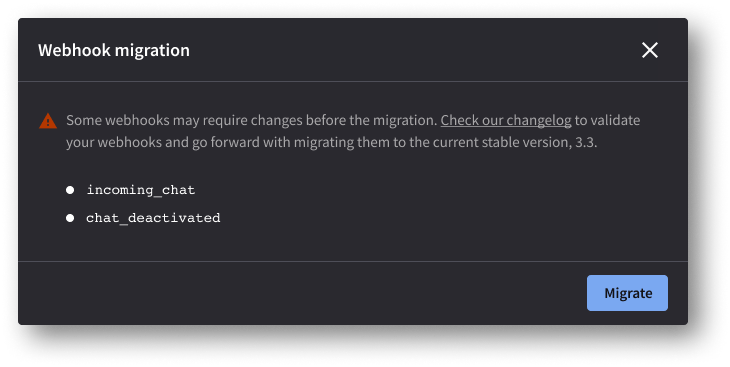 Webhook migration
Some webhooks may require changes before the migration. Check our changelog to validate
your webhooks and go forward with migrating them to the current stable version, 3.3.
incoming_chat
chat_deactivated
Migrate